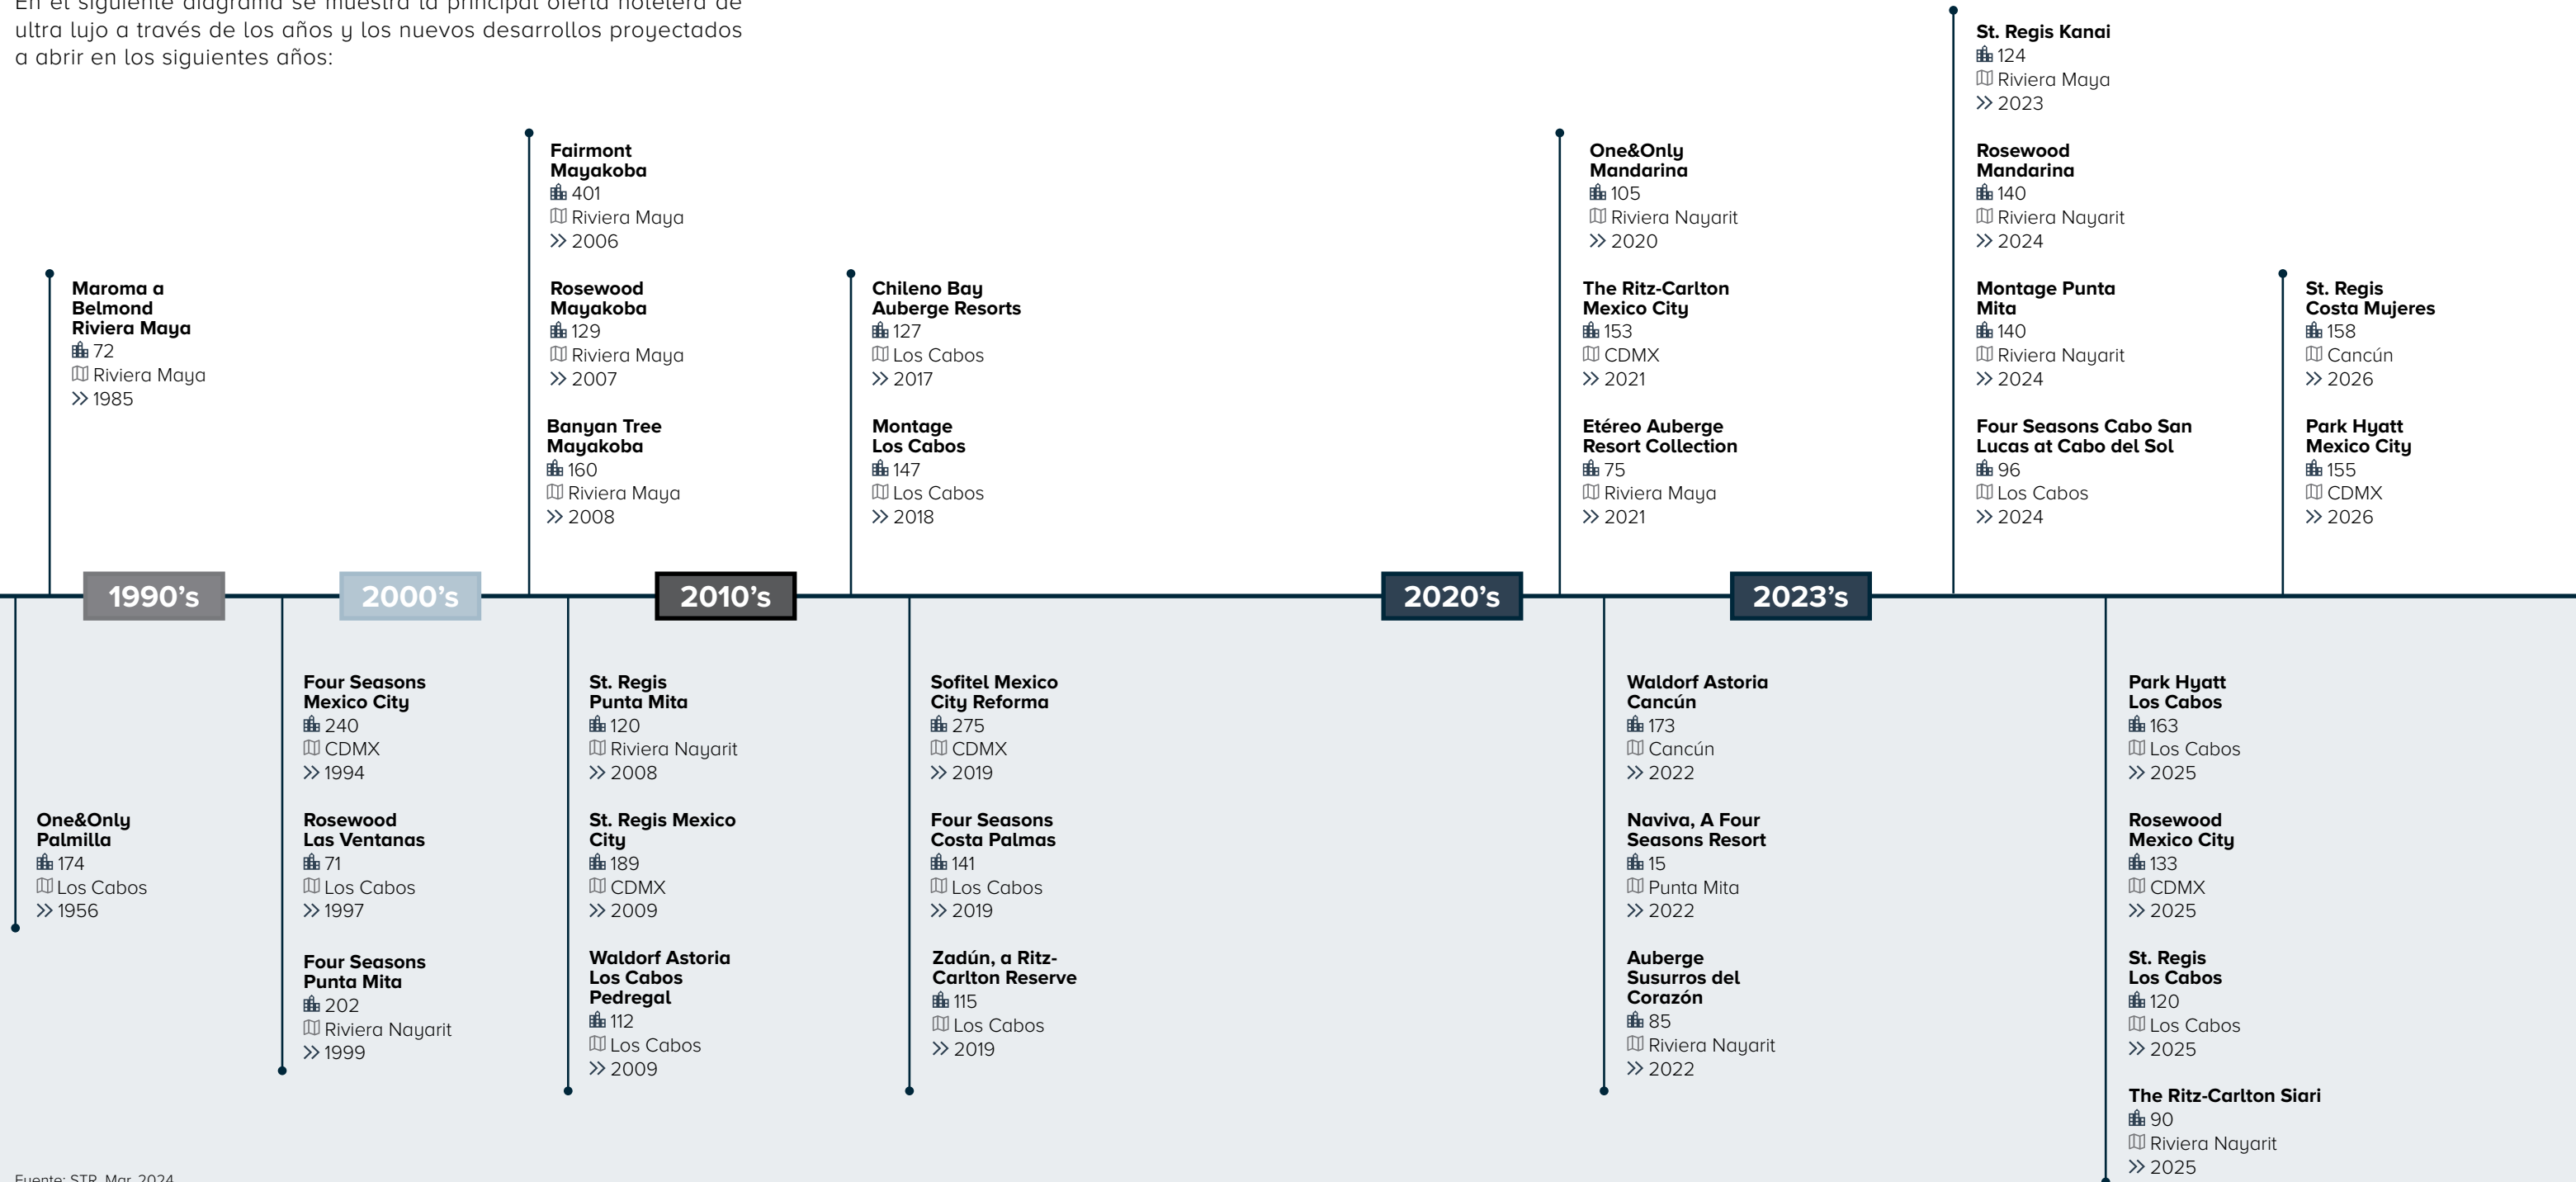 En el siguiente diagrama se muestra la principal oferta hotelera de
ultra lujo a través de los años y los nuevos desarrollos proyectados
a abrir en los siguientes años:
One&Only
Palmilla
174
Los Cabos
1956
Maroma a
Belmond
Riviera Maya
72
Riviera Maya
1985
1990's
Four Seasons
Mexico City
240
CDMX
1994
Rosewood
Las Ventanas
71
Los Cabos
1997
Four Seasons
Punta Mita
202
Riviera Nayarit
1999
2000's
Fairmont
Mayakoba
401
Riviera Maya
2006
Rosewood
Mayakoba
129
Riviera Maya
2007
Banyan Tree
Mayakoba
160
Riviera Maya
2008
St. Regis
Punta Mita
120
Riviera Nayarit
2008
St. Regis Mexico
City
189
CDMX
2009
Waldorf Astoria
Los Cabos
Pedregal
112
Los Cabos
2009
2010's
Chileno Bay
Auberge Resorts
127
Los Cabos
2017
Montage
Los Cabos
147
Los Cabos
2018
Sofitel Mexico
City Reforma
275
CDMX
2019
Four Seasons
Costa Palmas
141
Los Cabos
2019
Zadún, a Ritz-
Carlton Reserve
115
Los Cabos
2019
2020's
One&Only
Mandarina
105
Riviera Nayarit
2020
The Ritz-Carlton
Mexico City
153
CDMX
2021
Etéreo Auberge
Resort Collection
75
Riviera Maya
2021
Waldorf Astoria
Cancún
173
Cancún
2022
Naviva, A Four
Seasons Resort
15
Punta Mita
2022
Auberge
Susurros del
Corazón
85
Riviera Nayarit
2022
2023's
St. Regis Kanai
124
Riviera Maya
2023
Rosewood
Mandarina
140
Riviera Nayarit
2024
Montage Punta
Mita
140
Riviera Nayarit
2024
Four Seasons Cabo San
Lucas at Cabo del Sol
96
Los Cabos
2024
Park Hyatt
Los Cabos
163
Los Cabos
2025
Rosewood
Mexico City
133
CDMX
2025
St. Regis
Los Cabos
120
Los Cabos
2025
The Ritz-Carlton Siari
90
Riviera Nayarit
2025
St. Regis
Costa Mujeres
158
Cancún
2026
Park Hyatt
Mexico City
155
CDMX
2026
Fuente: STR, Mar, 2024